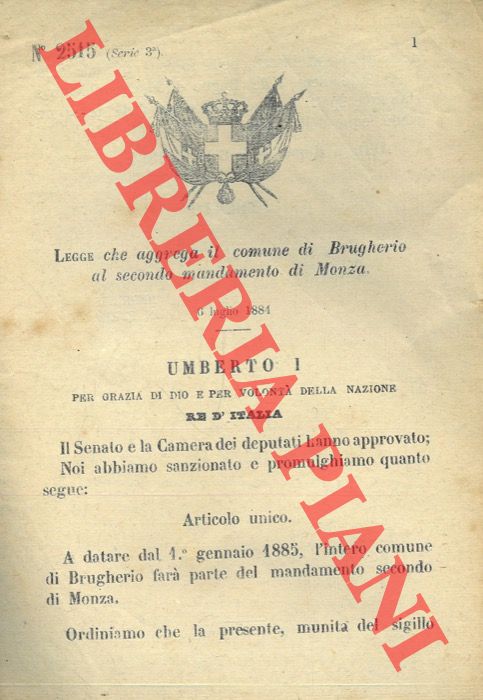 N° 2515 (Serie 3ª).
1
LEGGE che aggrega il comune di Brugherio
al secondo mandamento di Monza.
6 luglio 1884
UMBERTO I
PER GRAZIA DI DIO E PER VOLONTÀ DELLA NAZIONE
RE D'ITALIA
Il Senato e la Camera dei deputati hanno approvato;
Noi abbiamo sanzionato e promulghiamo quanto
segue:
Articolo unico.
A datare dal 1.° gennaio 1885, l'intero comune
di Brugherio farà parte del mandamento secondo
di Monza.
Ordiniamo che la presente, munita del sigillo
LIBRERIA PIANI